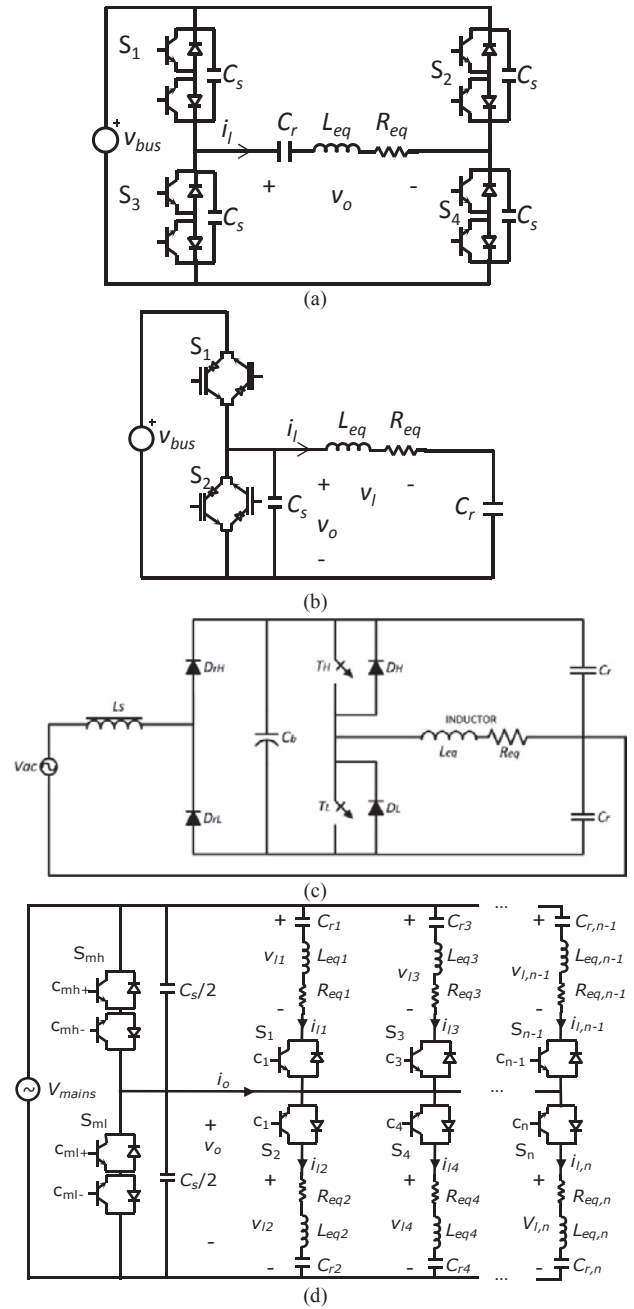 S1
Cs
S2
Cs
vbus
+
il
Cr
Leq
Req
+
vo
-
S3
Cs
S4
Cs
(a)
S1
+
vbus
il
Leq
Req
S2
Cs
+
vl
-
vo
-
Cr
(b)
DrH
TH
DH
Cr
Ls
INDUCTOR
Cb
Leq
Req
Vac
DrL
TL
DL
Cr
(c)
...
+ Cr1
+ Cr3
+ Cr,n-1
Smh
cmh+
cmh-
Cs/2
vl1
Leq1
vl3
Leq3
vl,n-1
Leq,n-1
Req1
Req3
Req,n-1
-
-
-
il1
il3
il,n-1
S1
S3
Sn-1
c1
c3
cn-1
Vmains
io
...
Sml
cml+
cml-
+
vo
-
Cs/2
c1
c4
cn
S2
S4
Sn
il2
il4
il,n
+
+
+
Req2
Req4
Req,n
vl2
Leq2
vl4
Leq4
Vl,n
Leq,n
- Cr2
- Cr4
- Cr,n
...
(d)